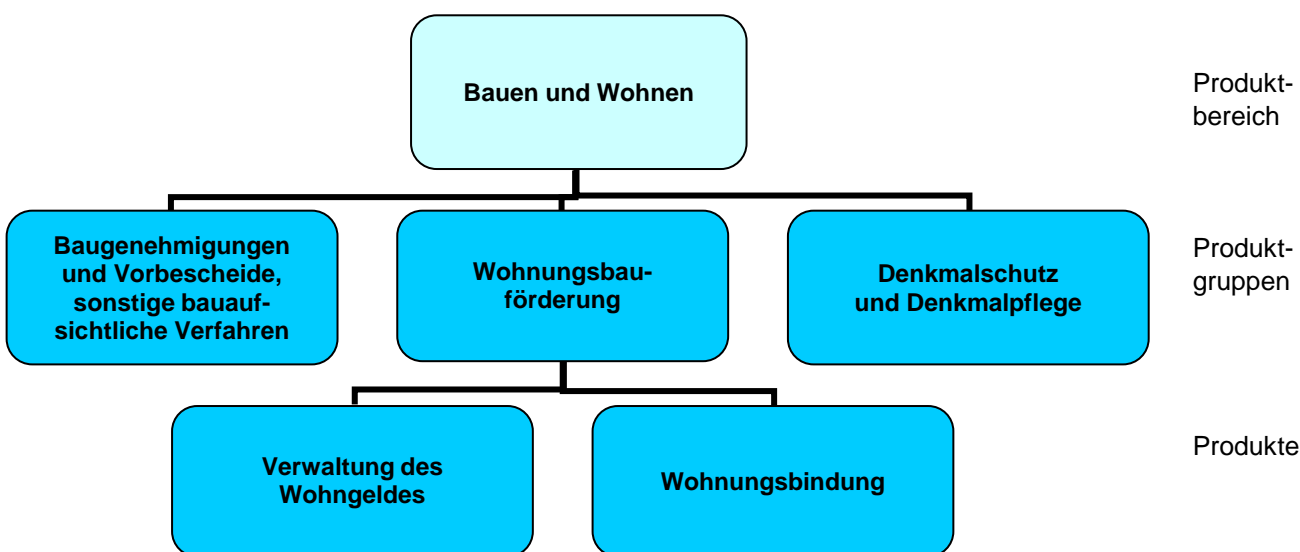 Bauen und Wohnen
Produkt-
bereich
Baugenehmigungen
und Vorbescheide,
sonstige bauauf-
sichtliche Verfahren
Wohnungsbau-
förderung
Denkmalschutz
und Denkmalpflege
Produkt-
gruppen
Verwaltung des
Wohngeldes
Wohnungsbindung
Produkte